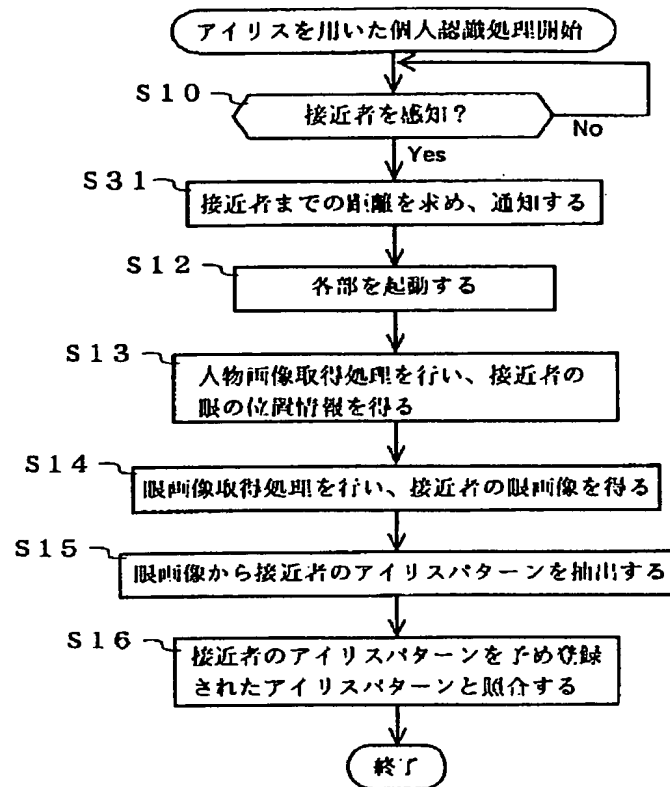 アイリスを用いた個人認識処理開始
S10
接近者を感知？
No
Yes
S31
接近者までの距離を求め、通知する
S12
各部を起動する
S13
人物画像取得処理を行い、接近者の
眼の位置情報を得る
S14
眼画像取得処理を行い、接近者の眼画像を得る
S15
眼画像から接近者のアイリスパターンを抽出する
S16
接近者のアイリスパターンを予め登録
されたアイリスパターンと照介する
終了